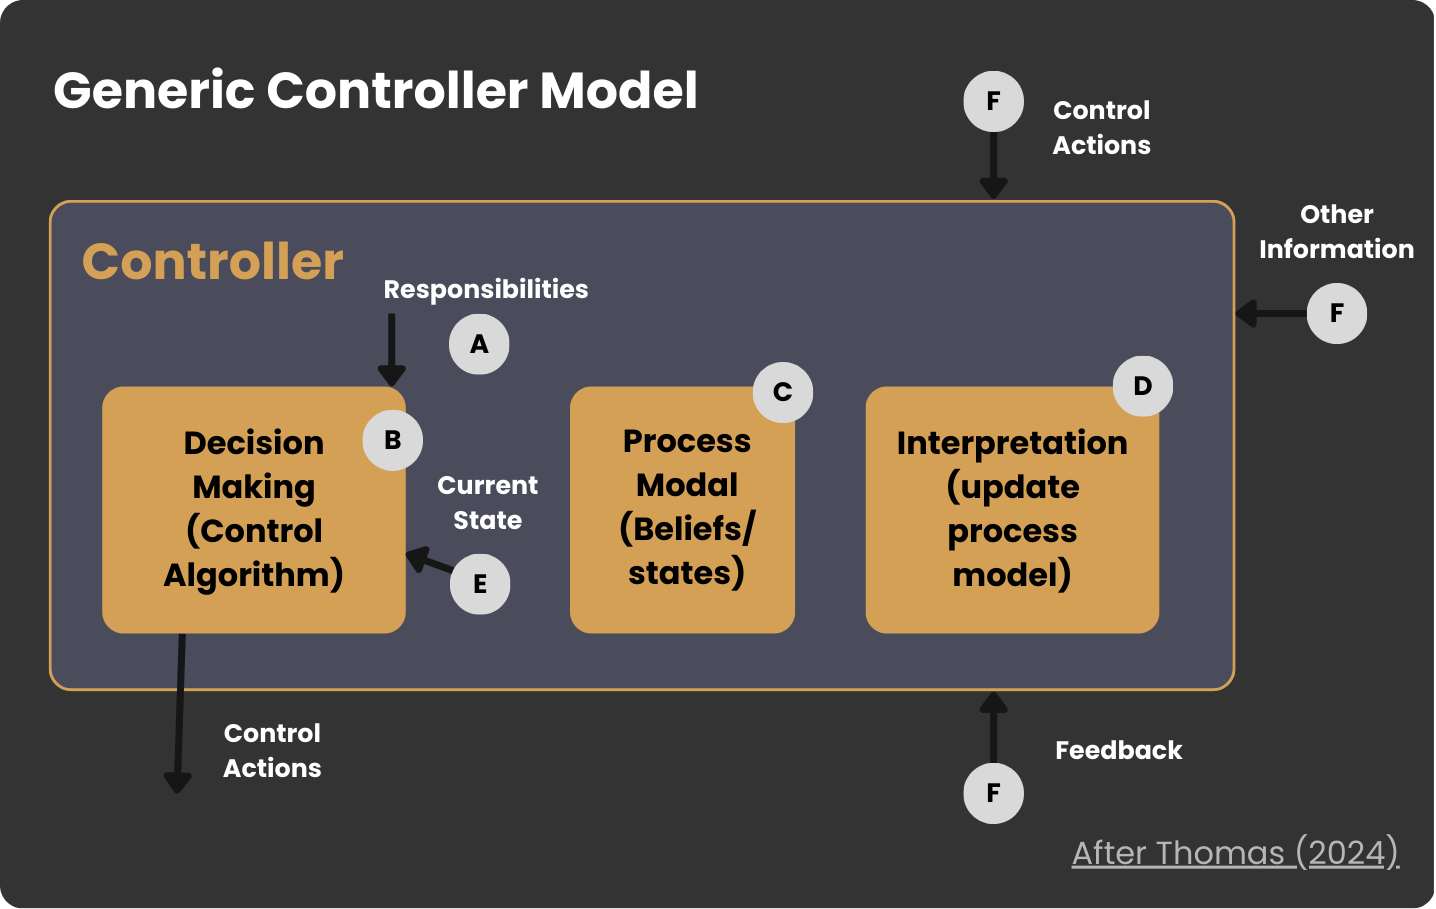 Generic Controller Model
F
Control
Actions
Other
Information
F
Controller
Responsibilities
A
Decision
Making
(Control
Algorithm)
B
Current
State
E
C
Process
Modal
(Beliefs/
states)
D
Interpretation
(update
process
model)
Control
Actions
Feedback
F
After Thomas (2024)